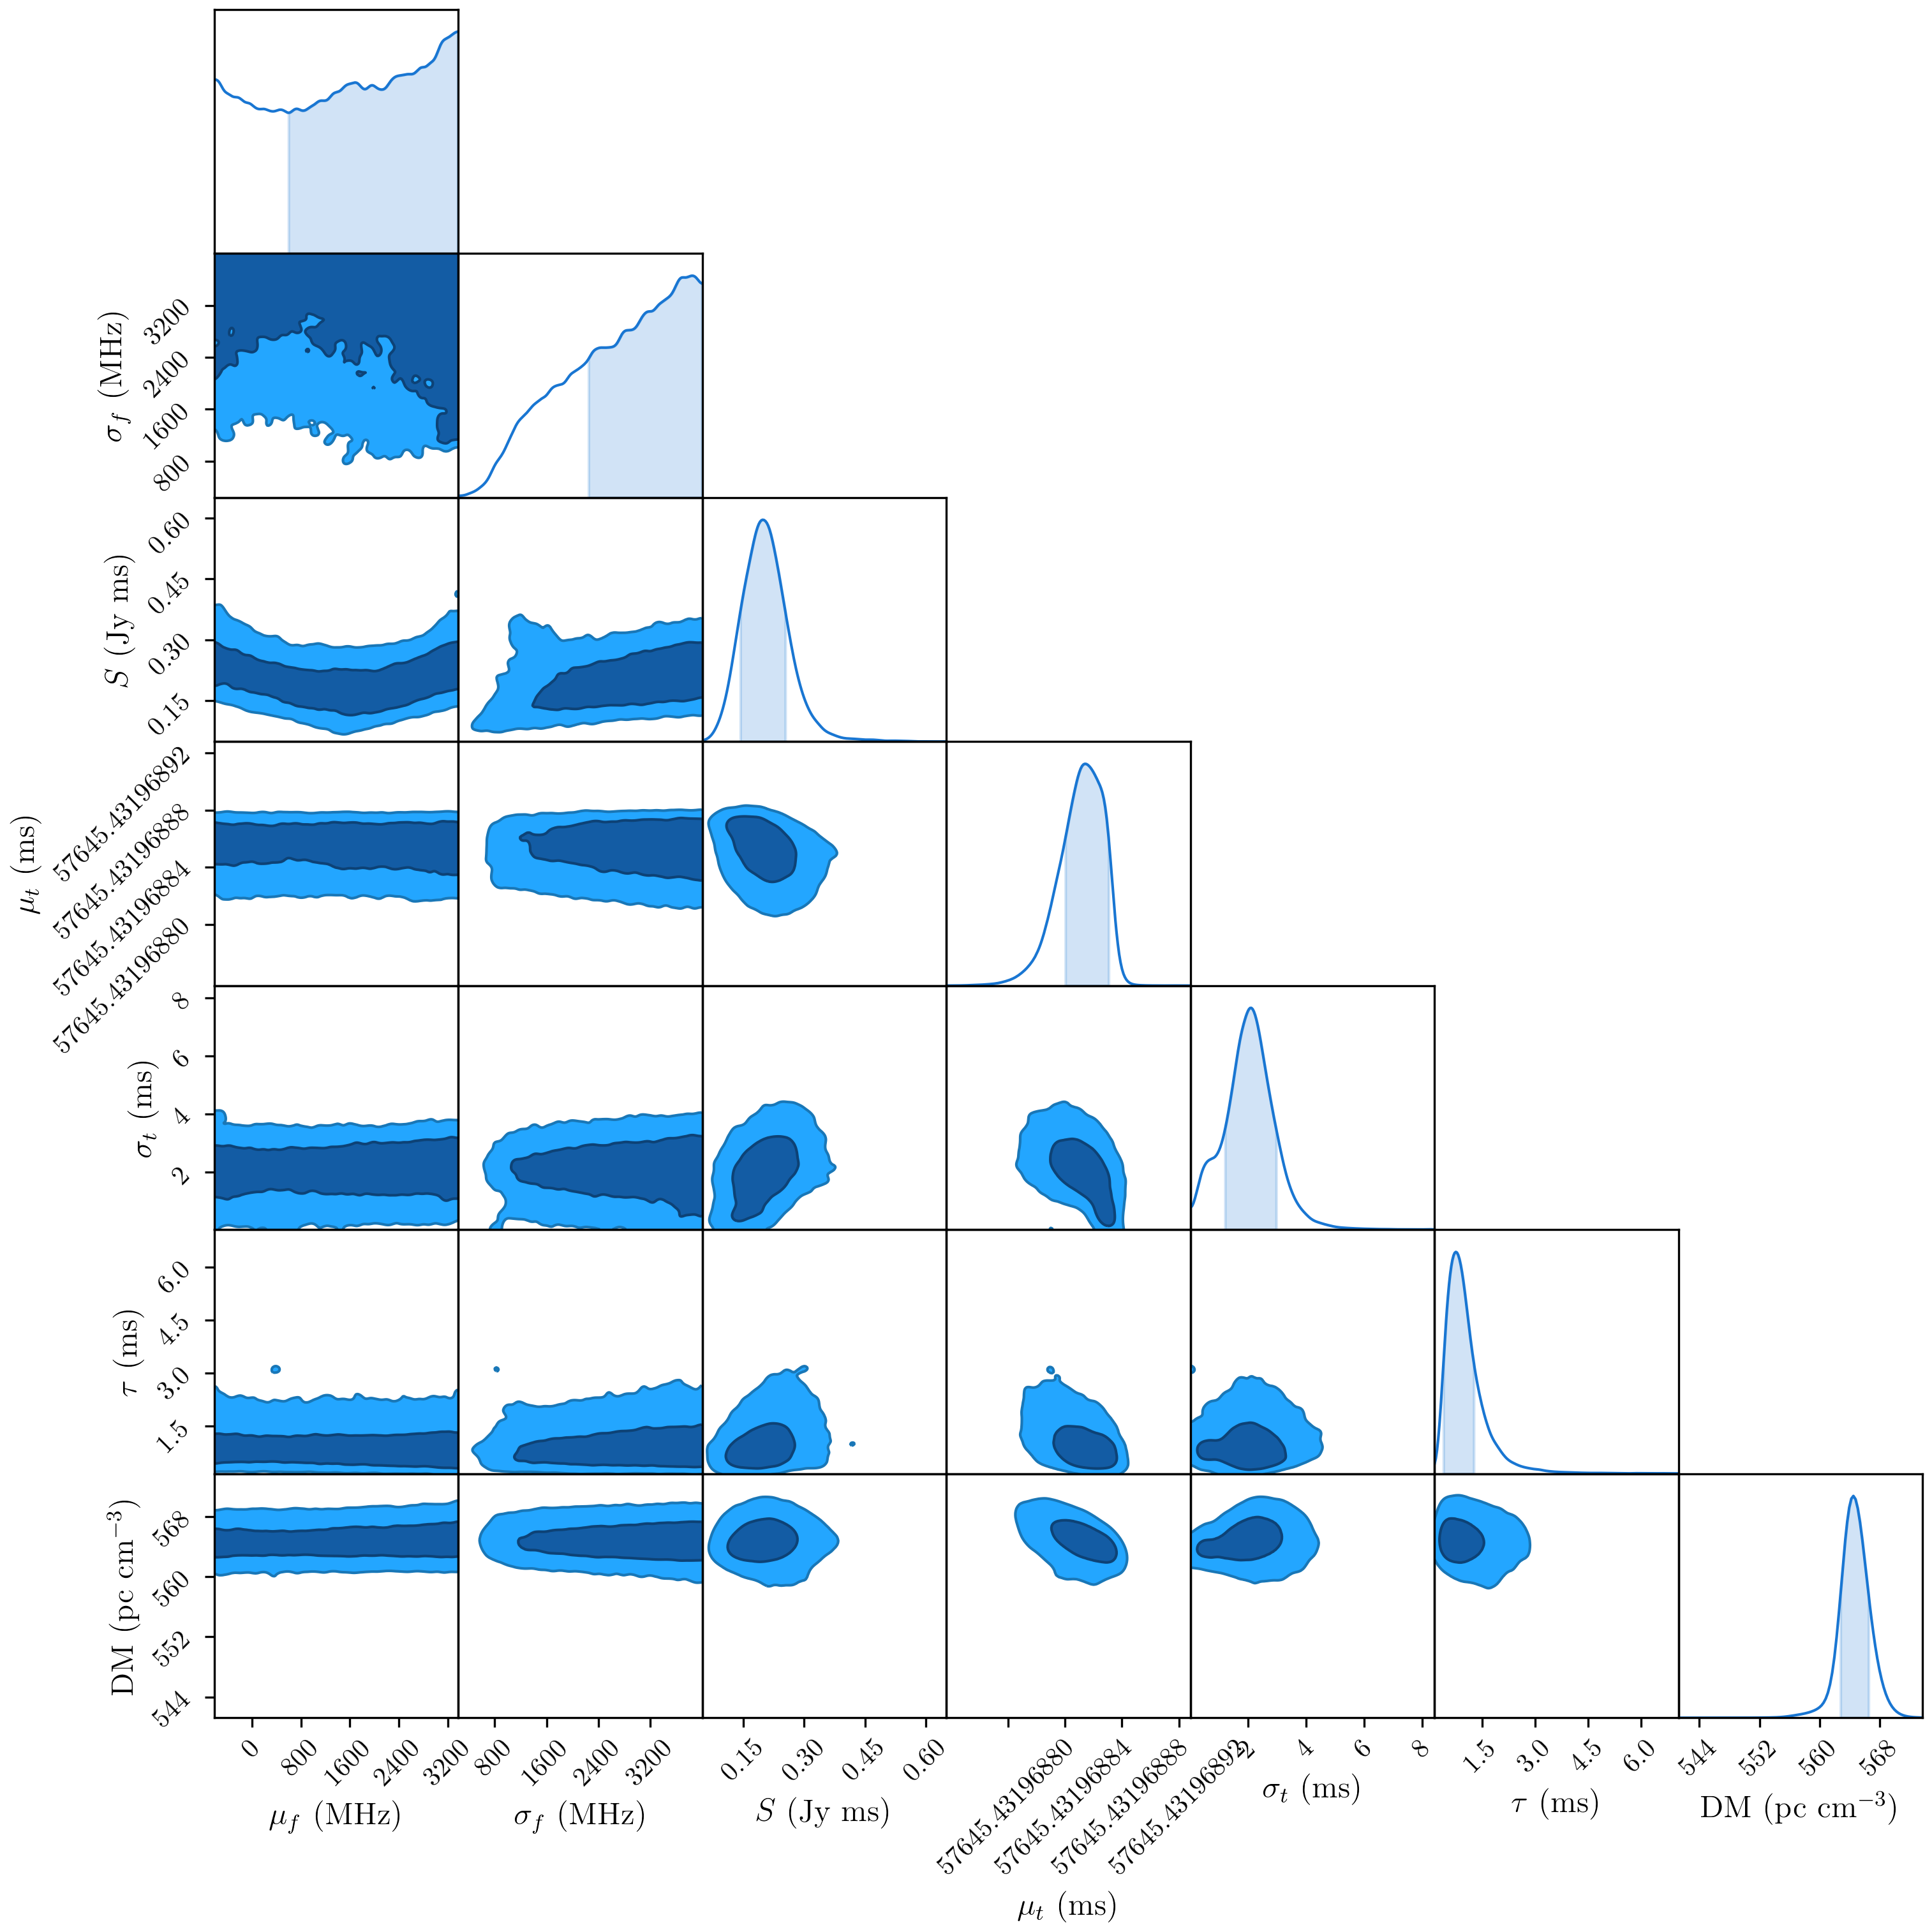 σ_f (MHz)
3200
2400
1600
800
S (Jy ms)
0.60
0.45
0.30
0.15
μ_t (ms)
57645.43196892
57645.43196888
57645.43196884
57645.43196880
σ_t (ms)
8
6
4
2
τ (ms)
6.0
4.5
3.0
1.5
DM (pc cm⁻³)
568
560
552
544
0 800 1600 2400 3200
μ_f (MHz)
800 1600 2400 3200
σ_f (MHz)
0.15 0.30 0.45 0.60
S (Jy ms)
57645.43196880 57645.43196884 57645.43196888 57645.43196892
μ_t (ms)
2 4 6 8
σ_t (ms)
1.5 3.0 4.5 6.0
τ (ms)
544 552 560 568
DM (pc cm⁻³)